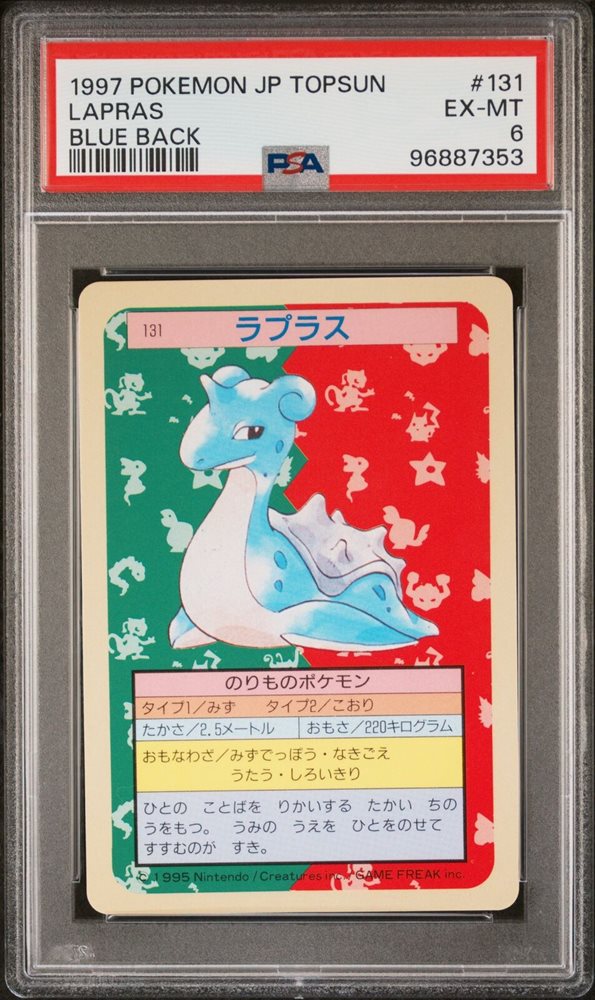 1997 POKEMON JP TOPSUN #131
LAPRAS EX-MT
BLUE BACK 6
PSA 96887353
131 ラプラス
のりものポケモン
タイプ1/みず タイプ2/こおり
たかさ/2.5メートル おもさ/220キログラム
おもなわざ/みずでっぽう・なきごえ
うたう・しろいきり
ひとの ことばを りかいする たかい ちの
うをもつ。 うみの うえを ひとをのせて
すすむのが すき。
© 1995 Nintendo / Creatures inc. / GAME FREAK inc.